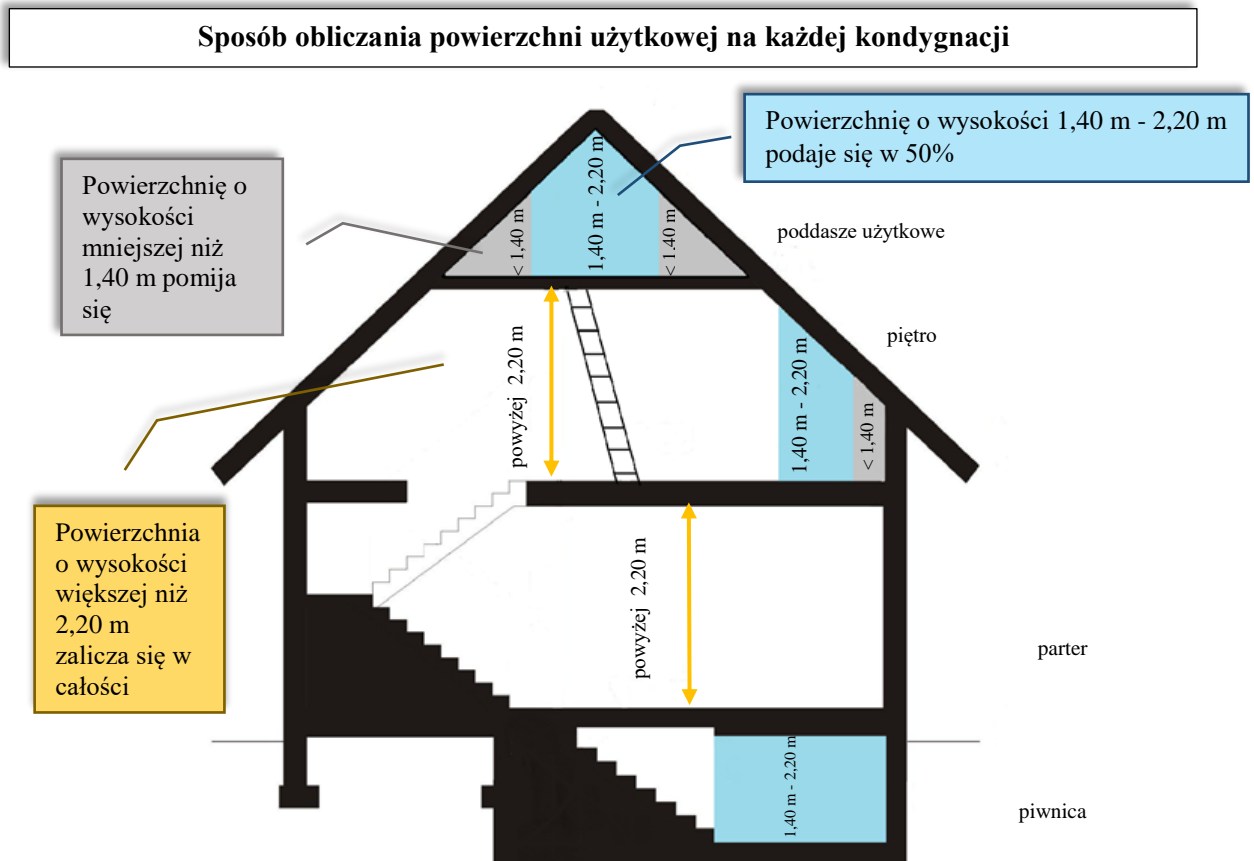 Sposób obliczania powierzchni użytkowej na każdej kondygnacji
Powierzchnię o wysokości 1,40 m - 2,20 m
podaje się w 50%
Powierzchnię o
wysokości
mniejszej niż
1,40 m pomija
się
< 1,40 m
1,40 m - 2,20 m
< 1.40 m
poddasze użytkowe
powyżej 2,20 m
1,40 m - 2,20 m
< 1,40 m
piętro
Powierzchnia
o wysokości
większej niż
2,20 m
zalicza się w
całości
powyżej 2,20 m
parter
1,40 m - 2,20 m
piwnica